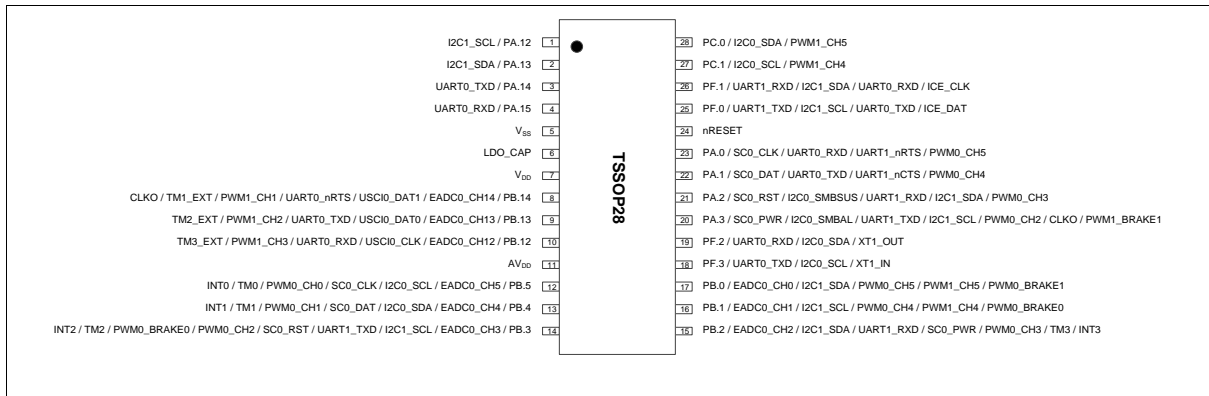 I2C1_SCL / PA.12 1
I2C1_SDA / PA.13 2
UART0_TXD / PA.14 3
UART0_RXD / PA.15 4
VSS 5
LDO_CAP 6
VDD 7
CLKO / TM1_EXT / PWM1_CH1 / UART0_nRTS / USCI0_DAT1 / EADC0_CH14 / PB.14 8
TM2_EXT / PWM1_CH2 / UART0_TXD / USCI0_DAT0 / EADC0_CH13 / PB.13 9
TM3_EXT / PWM1_CH3 / UART0_RXD / USCI0_CLK / EADC0_CH12 / PB.12 10
AVDD 11
INT0 / TM0 / PWM0_CH0 / SC0_CLK / I2C0_SCL / EADC0_CH5 / PB.5 12
INT1 / TM1 / PWM0_CH1 / SC0_DAT / I2C0_SDA / EADC0_CH4 / PB.4 13
INT2 / TM2 / PWM0_BRAKE0 / PWM0_CH2 / SC0_RST / UART1_TXD / I2C1_SCL / EADC0_CH3 / PB.3 14
TSSOP28
28 PC.0 / I2C0_SDA / PWM1_CH5
27 PC.1 / I2C0_SCL / PWM1_CH4
26 PF.1 / UART1_RXD / I2C1_SDA / UART0_RXD / ICE_CLK
25 PF.0 / UART1_TXD / I2C1_SCL / UART0_TXD / ICE_DAT
24 nRESET
23 PA.0 / SC0_CLK / UART0_RXD / UART1_nRTS / PWM0_CH5
22 PA.1 / SC0_DAT / UART0_TXD / UART1_nCTS / PWM0_CH4
21 PA.2 / SC0_RST / I2C0_SMBSUS / UART1_RXD / I2C1_SDA / PWM0_CH3
20 PA.3 / SC0_PWR / I2C0_SMBAL / UART1_TXD / I2C1_SCL / PWM0_CH2 / CLKO / PWM1_BRAKE1
19 PF.2 / UART0_RXD / I2C0_SDA / XT1_OUT
18 PF.3 / UART0_TXD / I2C0_SCL / XT1_IN
17 PB.0 / EADC0_CH0 / I2C1_SDA / PWM0_CH5 / PWM1_CH5 / PWM0_BRAKE1
16 PB.1 / EADC0_CH1 / I2C1_SCL / PWM0_CH4 / PWM1_CH4 / PWM0_BRAKE0
15 PB.2 / EADC0_CH2 / I2C1_SDA / UART1_RXD / SC0_PWR / PWM0_CH3 / TM3 / INT3